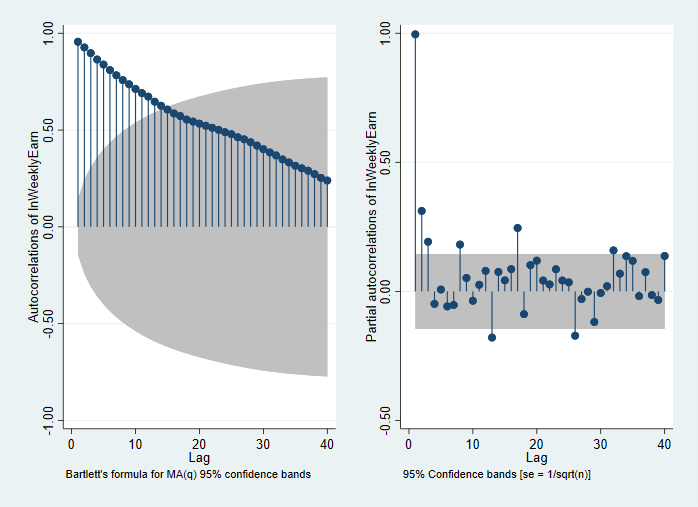 Autocorrelations of lnWeeklyEarn
1.00
0.50
0.00
-0.50
-1.00
0 10 20 30 40
Lag
Bartlett's formula for MA(q) 95% confidence bands
Partial autocorrelations of lnWeeklyEarn
1.00
0.50
0.00
-0.50
0 10 20 30 40
Lag
95% Confidence bands [se = 1/sqrt(n)]